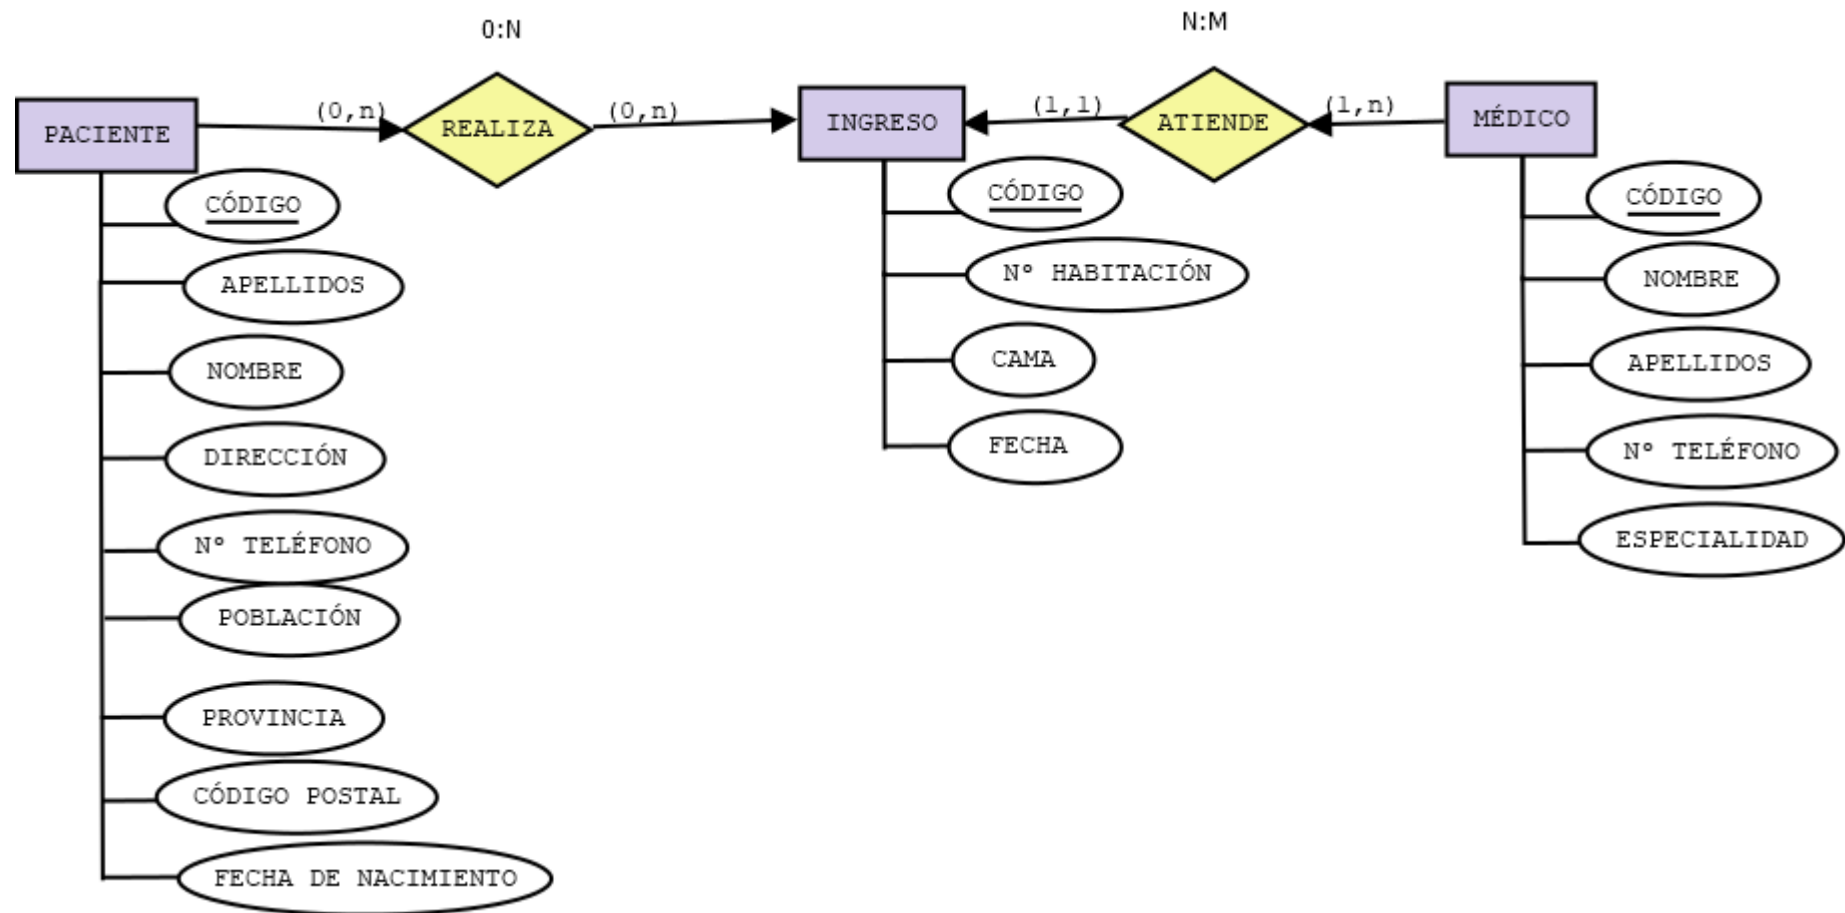 0:N
N:M
PACIENTE
(0,n)
REALIZA
(0,n)
INGRESO
(1,1)
ATIENDE
(1,n)
MÉDICO
CÓDIGO
APELLIDOS
NOMBRE
DIRECCIÓN
Nº TELÉFONO
POBLACIÓN
PROVINCIA
CÓDIGO POSTAL
FECHA DE NACIMIENTO
CÓDIGO
Nº HABITACIÓN
CAMA
FECHA
CÓDIGO
NOMBRE
APELLIDOS
Nº TELÉFONO
ESPECIALIDAD